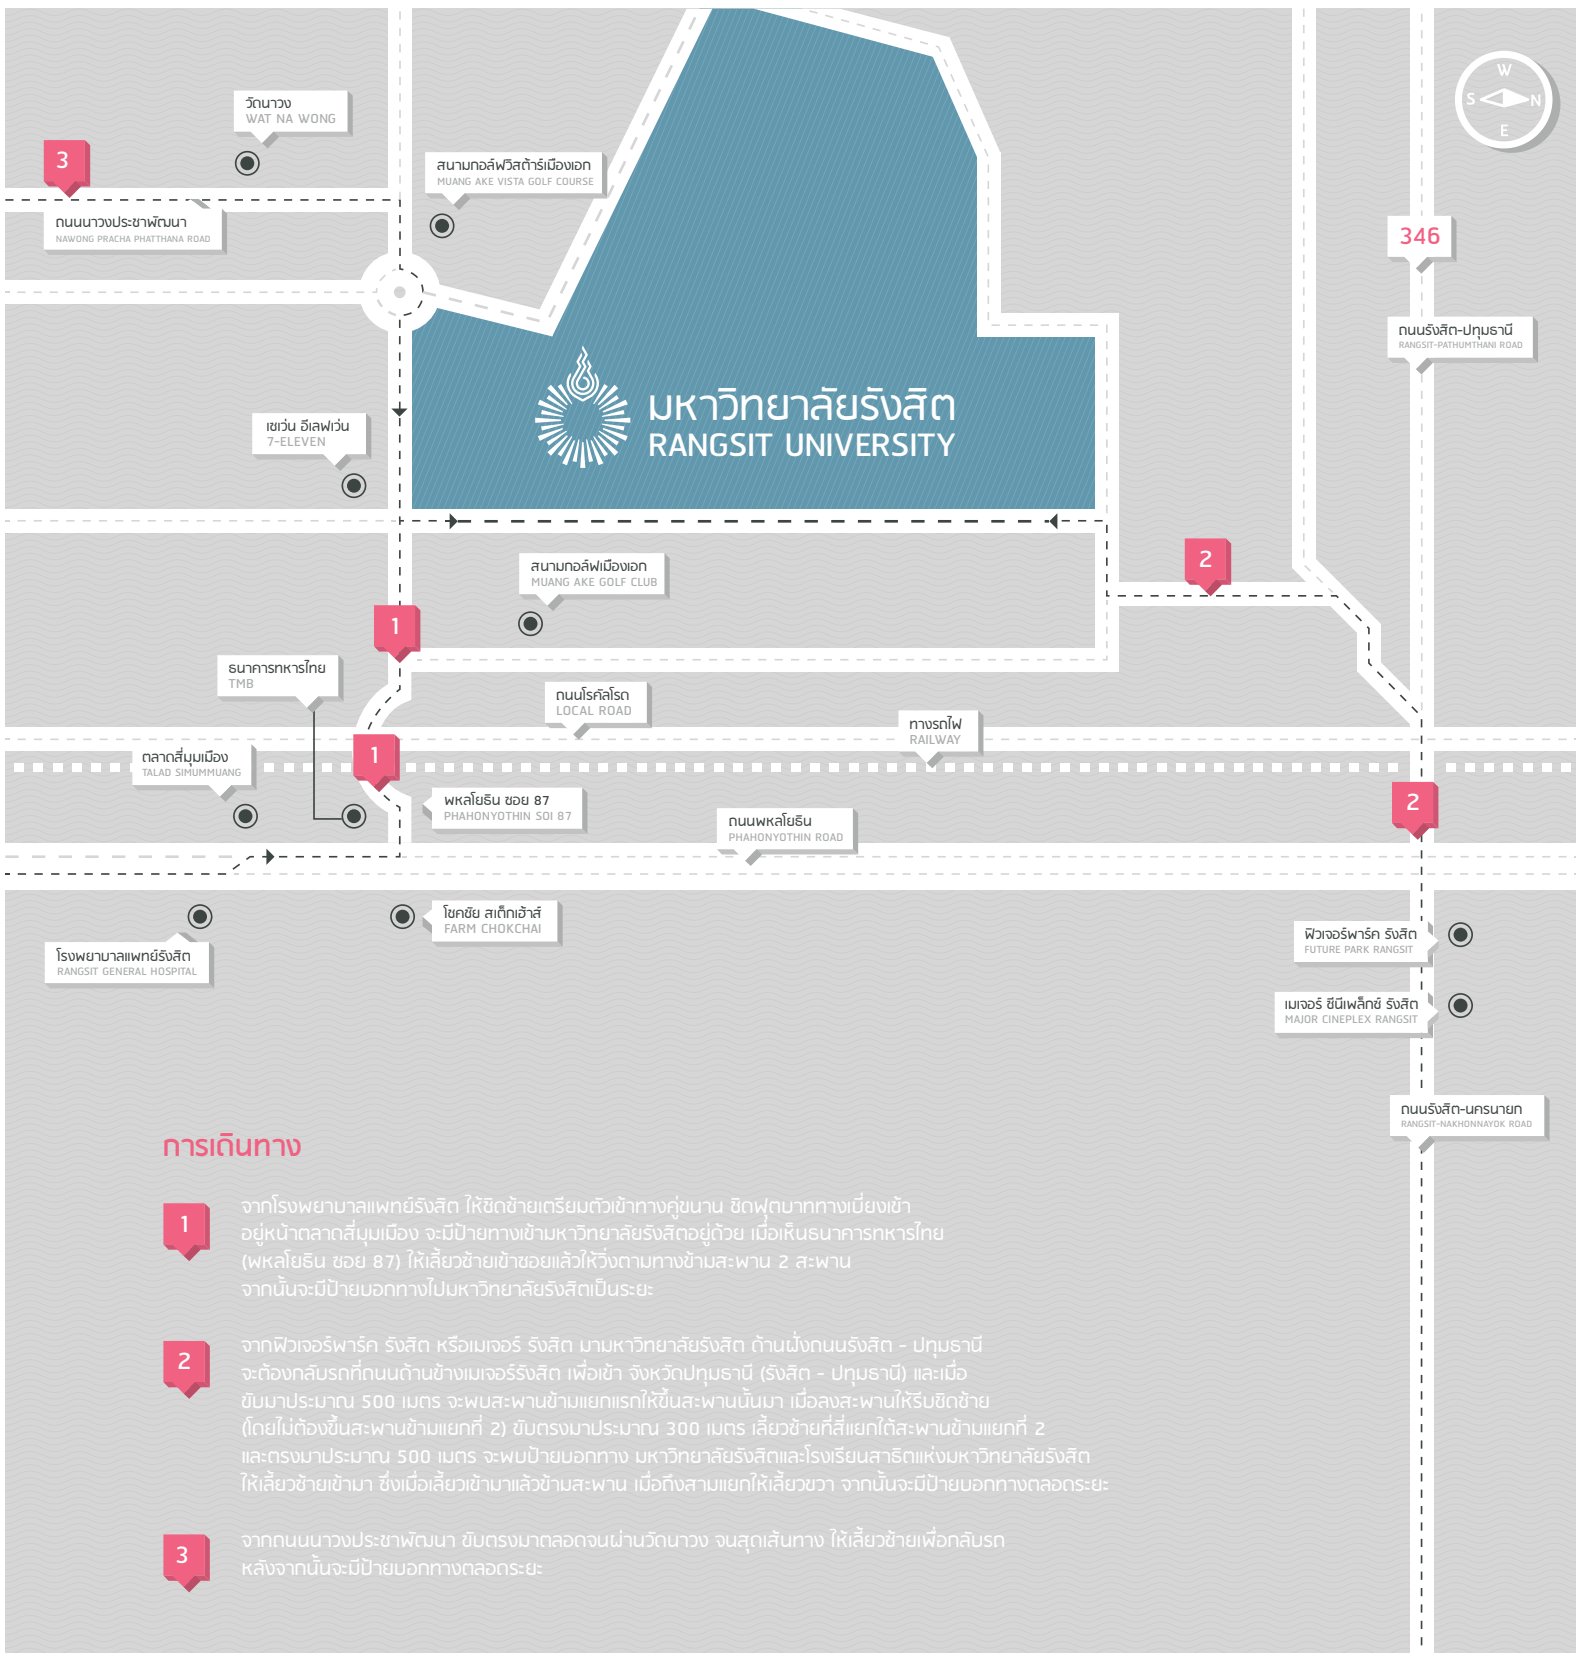 W
S N
E
วัดนาวง
WAT NA WONG
3
สนามกอล์ฟวิสต้าร์เมืองเอก
MUANG AKE VISTA GOLF COURSE
ถนนนาวงประชาพัฒนา
NAWONG PRACHA PHATTHANA ROAD
346
ถนนรังสิต-ปทุมธานี
RANGSIT-PATHUMTHANI ROAD
มหาวิทยาลัยรังสิต
RANGSIT UNIVERSITY
เซเว่น อีเลฟเว่น
7-ELEVEN
สนามกอล์ฟเมืองเอก
MUANG AKE GOLF CLUB
2
1
ธนาคารทหารไทย
TMB
ถนนโรคัลโรด
LOCAL ROAD
ทางรถไฟ
RAILWAY
ตลาดสี่มุมเมือง
TALAD SIMUMMUANG
1
พหลโยธิน ซอย 87
PHAHONYOTHIN SOI 87
2
ถนนพหลโยธิน
PHAHONYOTHIN ROAD
โชคชัย สเต็กเฮ้าส์
FARM CHOKCHAI
โรงพยาบาลแพทย์รังสิต
RANGSIT GENERAL HOSPITAL
ฟิวเจอร์พาร์ค รังสิต
FUTURE PARK RANGSIT
เมเจอร์ ซีนีเพล็กซ์ รังสิต
MAJOR CINEPLEX RANGSIT
ถนนรังสิต-นครนายก
RANGSIT-NAKHONNAYOK ROAD
การเดินทาง
1
จากโรงพยาบาลแพทย์รังสิต ให้ชิดซ้ายเตรียมตัวเข้าทางคู่ขนาน ชิดฟุตบาททางเบี่ยงเข้า
อยู่หน้าตลาดสี่มุมเมือง จะมีป้ายทางเข้ามหาวิทยาลัยรังสิตอยู่ด้วย เมื่อเห็นธนาคารทหารไทย
(พหลโยธิน ซอย 87) ให้เลี้ยวซ้ายเข้าซอยแล้วให้วิ่งตามทางข้ามสะพาน 2 สะพาน
จากนั้นจะมีป้ายบอกทางไปมหาวิทยาลัยรังสิตเป็นระยะ
2
จากฟิวเจอร์พาร์ค รังสิต หรือเมเจอร์ รังสิต มามหาวิทยาลัยรังสิต ด้านฝั่งถนนรังสิต - ปทุมธานี
จะต้องกลับรถที่ถนนด้านข้างเมเจอร์รังสิต เพื่อเข้า จังหวัดปทุมธานี (รังสิต - ปทุมธานี) และเมื่อ
ขับมาประมาณ 500 เมตร จะพบสะพานข้ามแยกแรกให้ขึ้นสะพานนั้นมา เมื่อลงสะพานให้รีบชิดซ้าย
(โดยไม่ต้องขึ้นสะพานข้ามแยกที่ 2) ขับตรงมาประมาณ 300 เมตร เลี้ยวซ้ายที่สี่แยกใต้สะพานข้ามแยกที่ 2
และตรงมาประมาณ 500 เมตร จะพบป้ายบอกทาง มหาวิทยาลัยรังสิตและโรงเรียนสาธิตแห่งมหาวิทยาลัยรังสิต
ให้เลี้ยวซ้ายเข้ามา ซึ่งเมื่อเลี้ยวเข้ามาแล้วข้ามสะพาน เมื่อถึงสามแยกให้เลี้ยวขวา จากนั้นจะมีป้ายบอกทางตลอดระยะ
3
จากถนนนาวงประชาพัฒนา ขับตรงมาตลอดจนผ่านวัดนาวง จนสุดเส้นทาง ให้เลี้ยวซ้ายเพื่อกลับรถ
หลังจากนั้นจะมีป้ายบอกทางตลอดระยะ